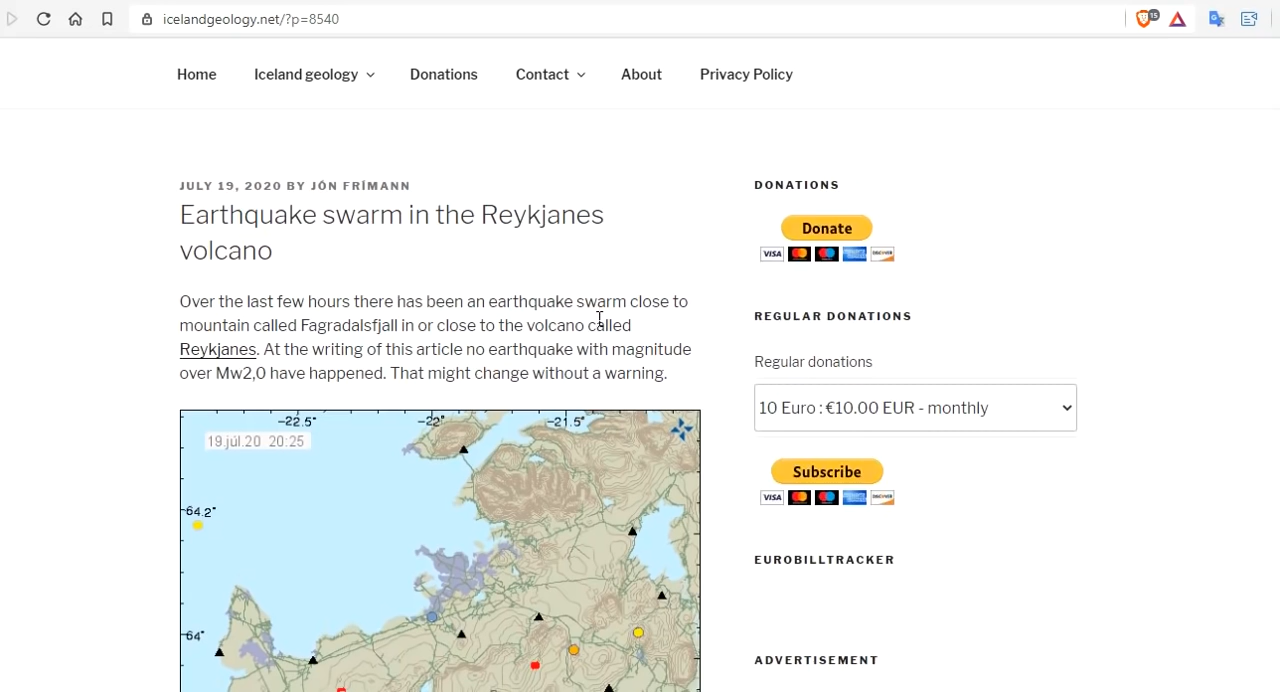 icelandgeology.net/?p=8540
15
Home Iceland geology Donations Contact About Privacy Policy
JULY 19, 2020 BY JÓN FRÍMANN
Earthquake swarm in the Reykjanes
volcano
Over the last few hours there has been an earthquake swarm close to
mountain called Fagradalsfjall in or close to the volcano called
Reykjanes. At the writing of this article no earthquake with magnitude
over Mw2,0 have happened. That might change without a warning.
-22.5° -22° -21.5°
19.júl.20 20:25
64.2°
64°
DONATIONS
Donate
VISA DISCOVER
REGULAR DONATIONS
Regular donations
10 Euro : €10.00 EUR - monthly
Subscribe
VISA DISCOVER
EUROBILLTRACKER
ADVERTISEMENT